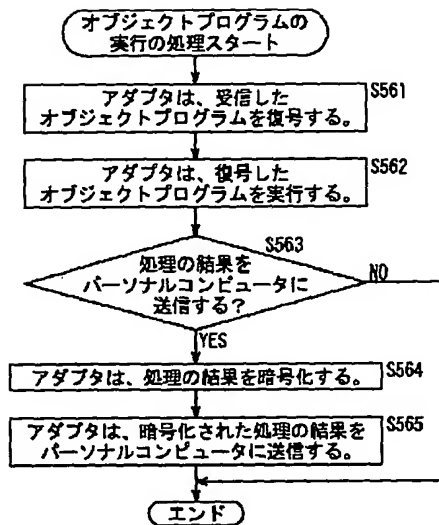 オブジェクトプログラムの
実行の処理スタート
S561
アダプタは、受信した
オブジェクトプログラムを復号する。
S562
アダプタは、復号した
オブジェクトプログラムを実行する。
S563
処理の結果を
パーソナルコンピュータに
送信する?
NO
YES
アダプタは、処理の結果を暗号化する。
S564
アダプタは、暗号化された処理の結果を
パーソナルコンピュータに送信する。
S565
エンド